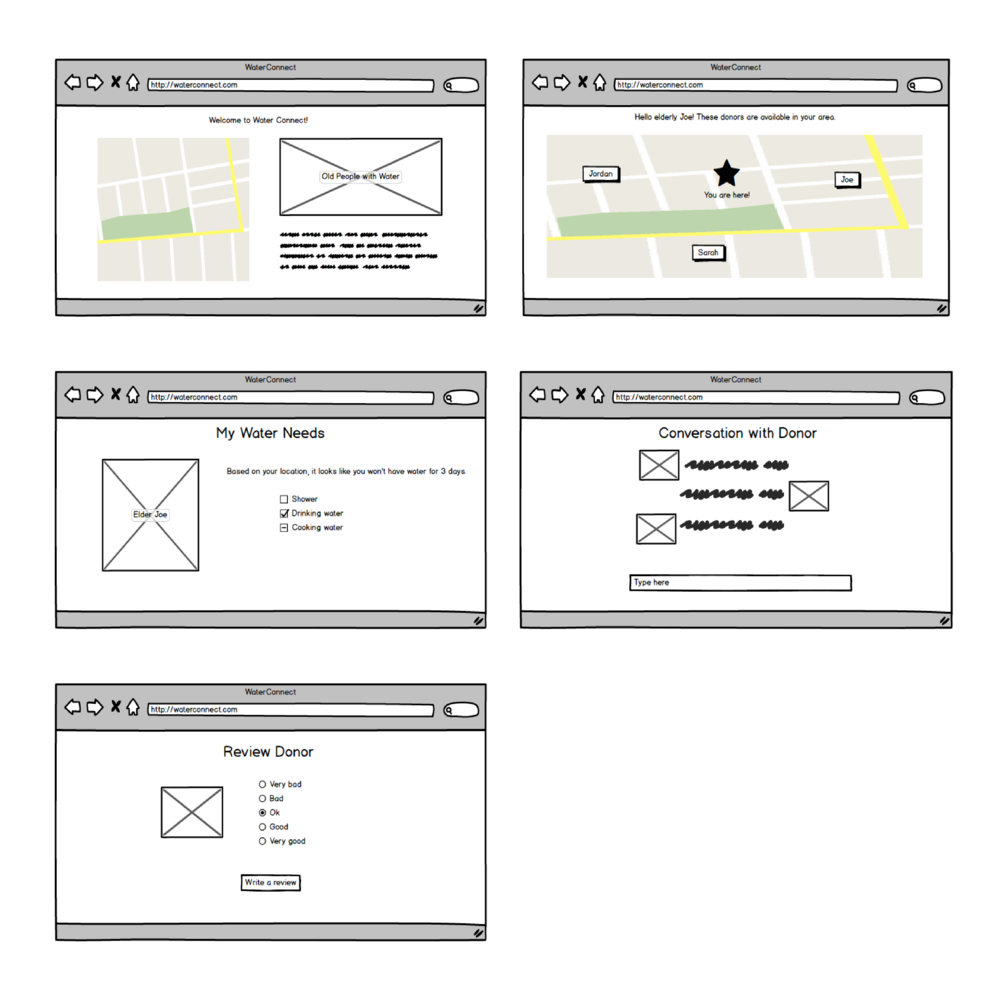 WaterConnect
http://waterconnect.com
Welcome to Water Connect!
Old People with Water
WaterConnect
http://waterconnect.com
Hello elderly Joe! These donors are available in your area.
Jordan
Joe
You are here!
Sarah
WaterConnect
http://waterconnect.com
My Water Needs
Based on your location, it looks like you won't have water for 3 days.
Elder Joe
Shower
Drinking water
Cooking water
WaterConnect
http://waterconnect.com
Conversation with Donor
Type here
WaterConnect
http://waterconnect.com
Review Donor
Very bad
Bad
Ok
Good
Very good
Write a review